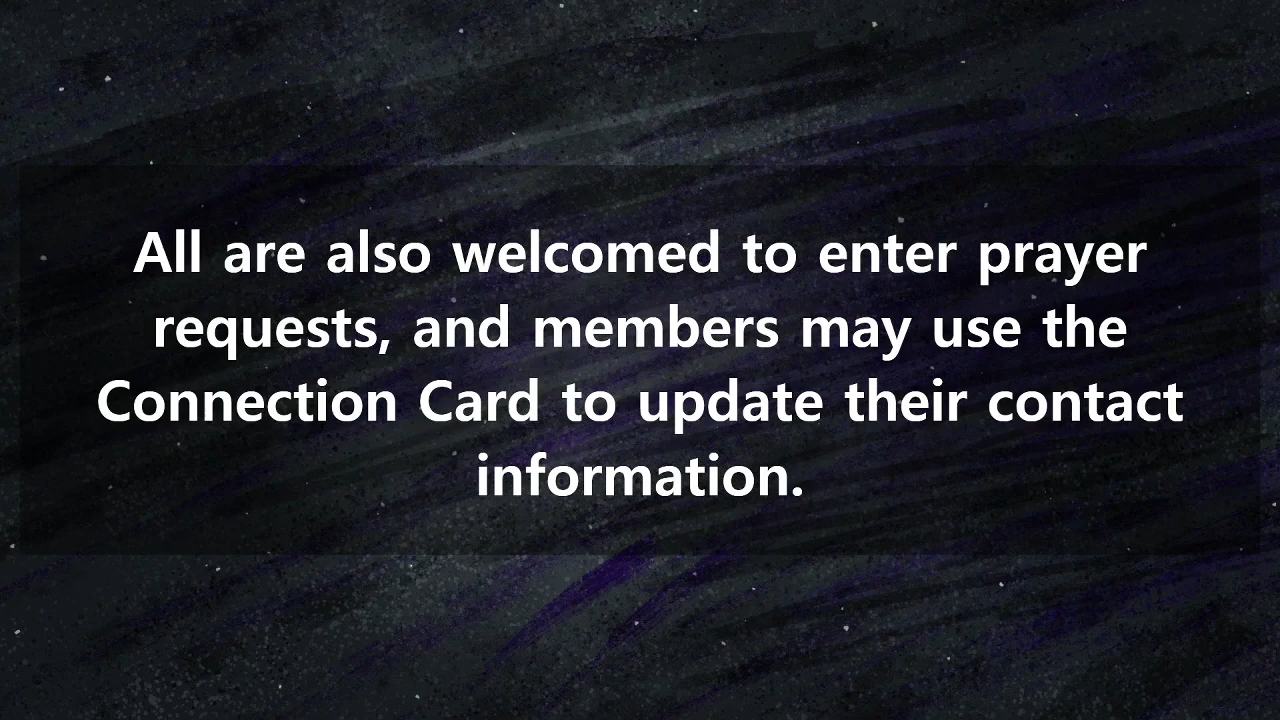 All are also welcomed to enter prayer
requests, and members may use the
Connection Card to update their contact
information.